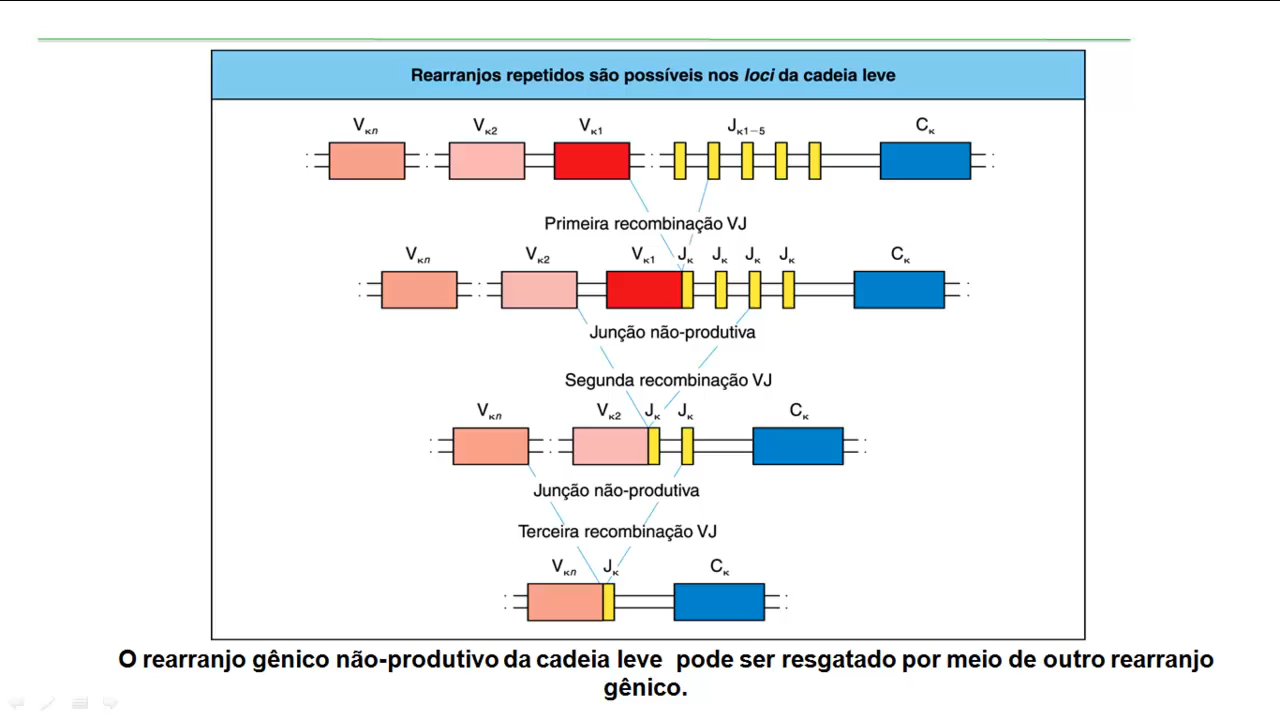 Rearranjos repetidos são possíveis nos loci da cadeia leve
Vκn Vκ2 Vκ1 Jκ1–5 Cκ
Primeira recombinação VJ
Vκn Vκ2 Vκ1 Jκ Jκ Jκ Jκ Cκ
Junção não-produtiva
Segunda recombinação VJ
Vκn Vκ2 Jκ Jκ Cκ
Junção não-produtiva
Terceira recombinação VJ
Vκn Jκ Cκ
O rearranjo gênico não-produtivo da cadeia leve pode ser resgatado por meio de outro rearranjo
gênico.